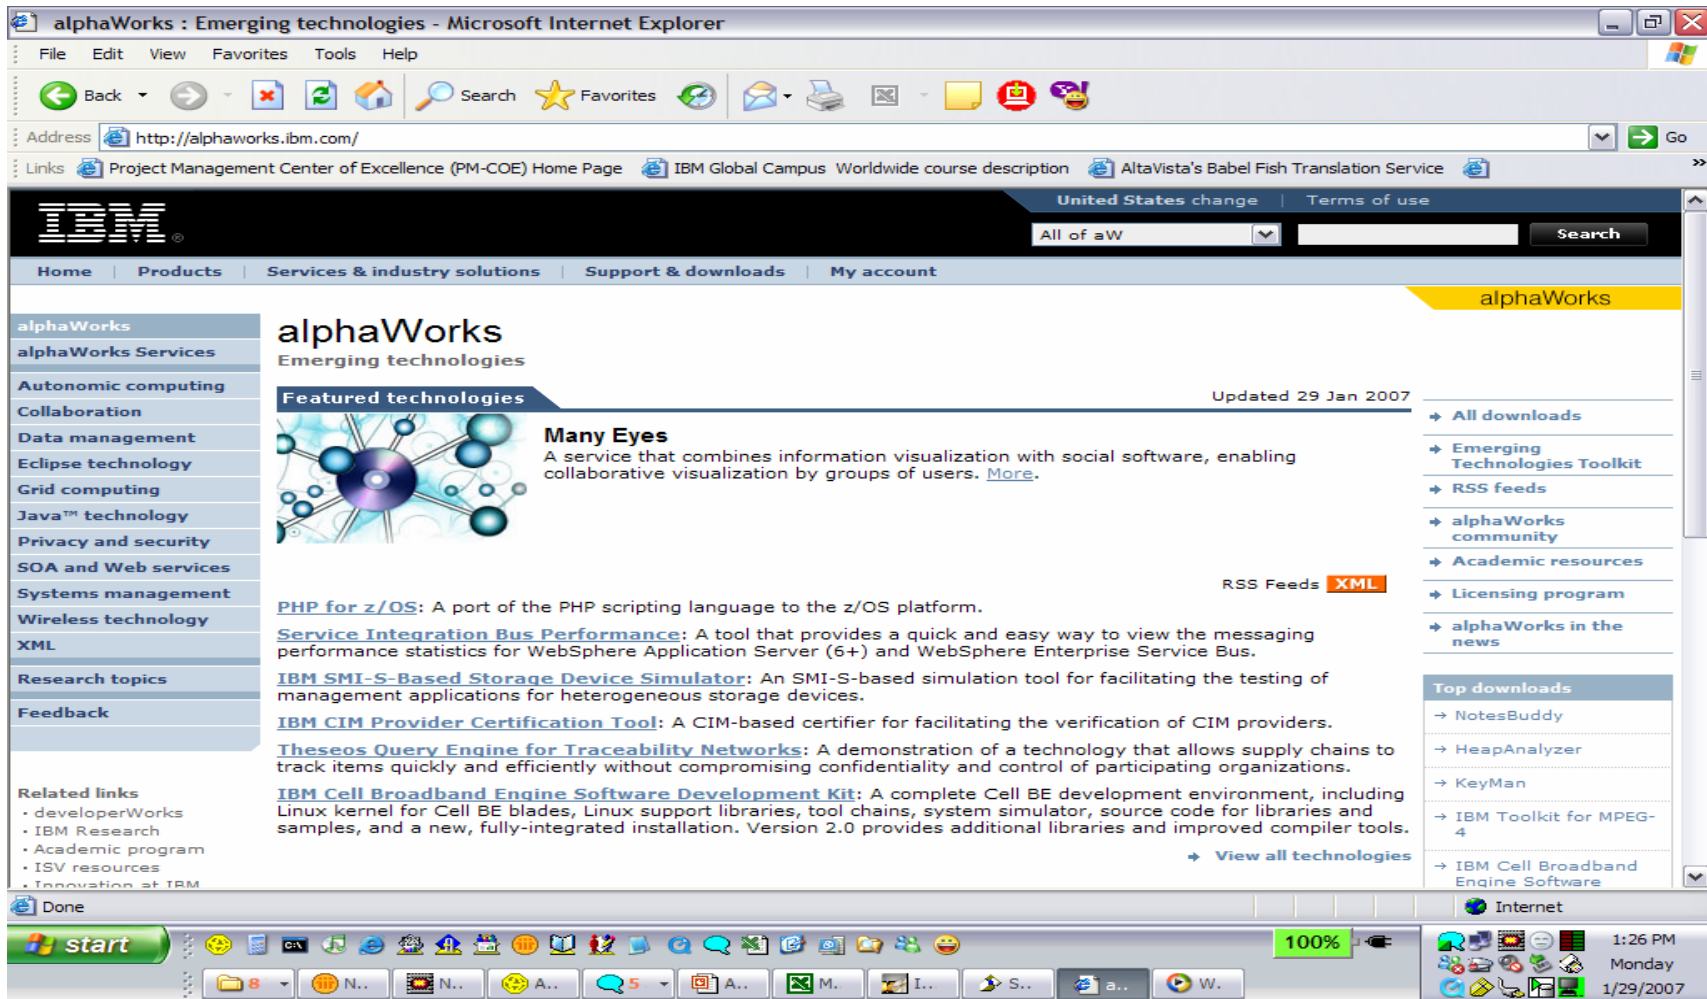 alphaWorks : Emerging technologies - Microsoft Internet Explorer
File Edit View Favorites Tools Help
Back Search Favorites
Address http://alphaworks.ibm.com/ Go
Links Project Management Center of Excellence (PM-COE) Home Page IBM Global Campus Worldwide course description AltaVista's Babel Fish Translation Service »
IBM®
United States change | Terms of use
All of aW Search
Home | Products | Services & industry solutions | Support & downloads | My account
alphaWorks
alphaWorks
alphaWorks Services
Autonomic computing
Collaboration
Data management
Eclipse technology
Grid computing
Java™ technology
Privacy and security
SOA and Web services
Systems management
Wireless technology
XML
Research topics
Feedback
Related links
· developerWorks
· IBM Research
· Academic program
· ISV resources
· Innovation at IBM
alphaWorks
Emerging technologies
Featured technologies
Updated 29 Jan 2007
Many Eyes
A service that combines information visualization with social software, enabling
collaborative visualization by groups of users. More.
RSS Feeds XML
PHP for z/OS: A port of the PHP scripting language to the z/OS platform.
Service Integration Bus Performance: A tool that provides a quick and easy way to view the messaging
performance statistics for WebSphere Application Server (6+) and WebSphere Enterprise Service Bus.
IBM SMI-S-Based Storage Device Simulator: An SMI-S-based simulation tool for facilitating the testing of
management applications for heterogeneous storage devices.
IBM CIM Provider Certification Tool: A CIM-based certifier for facilitating the verification of CIM providers.
Theseos Query Engine for Traceability Networks: A demonstration of a technology that allows supply chains to
track items quickly and efficiently without compromising confidentiality and control of participating organizations.
IBM Cell Broadband Engine Software Development Kit: A complete Cell BE development environment, including
Linux kernel for Cell BE blades, Linux support libraries, tool chains, system simulator, source code for libraries and
samples, and a new, fully-integrated installation. Version 2.0 provides additional libraries and improved compiler tools.
View all technologies
All downloads
Emerging
Technologies Toolkit
RSS feeds
alphaWorks
community
Academic resources
Licensing program
alphaWorks in the
news
Top downloads
→ NotesBuddy
→ HeapAnalyzer
→ KeyMan
→ IBM Toolkit for MPEG-
4
→ IBM Cell Broadband
Engine Software
Done Internet
start 100% 1:26 PM
Monday
8 N.. N.. A.. 5 A.. M.. I.. S.. a.. W. 1/29/2007